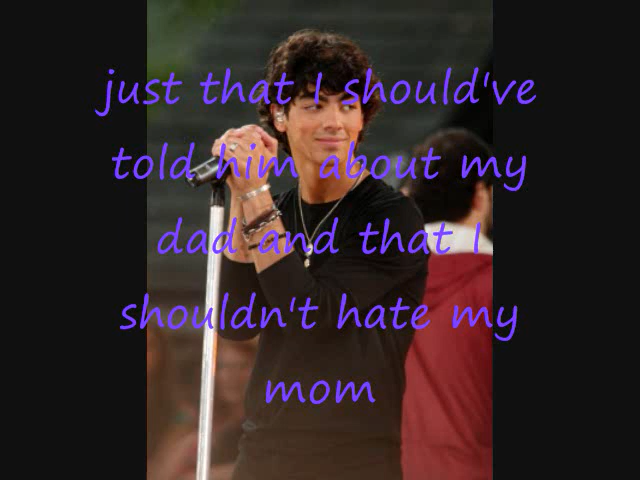 just that I should've
told him about my
dad and that I
shouldn't hate my
mom